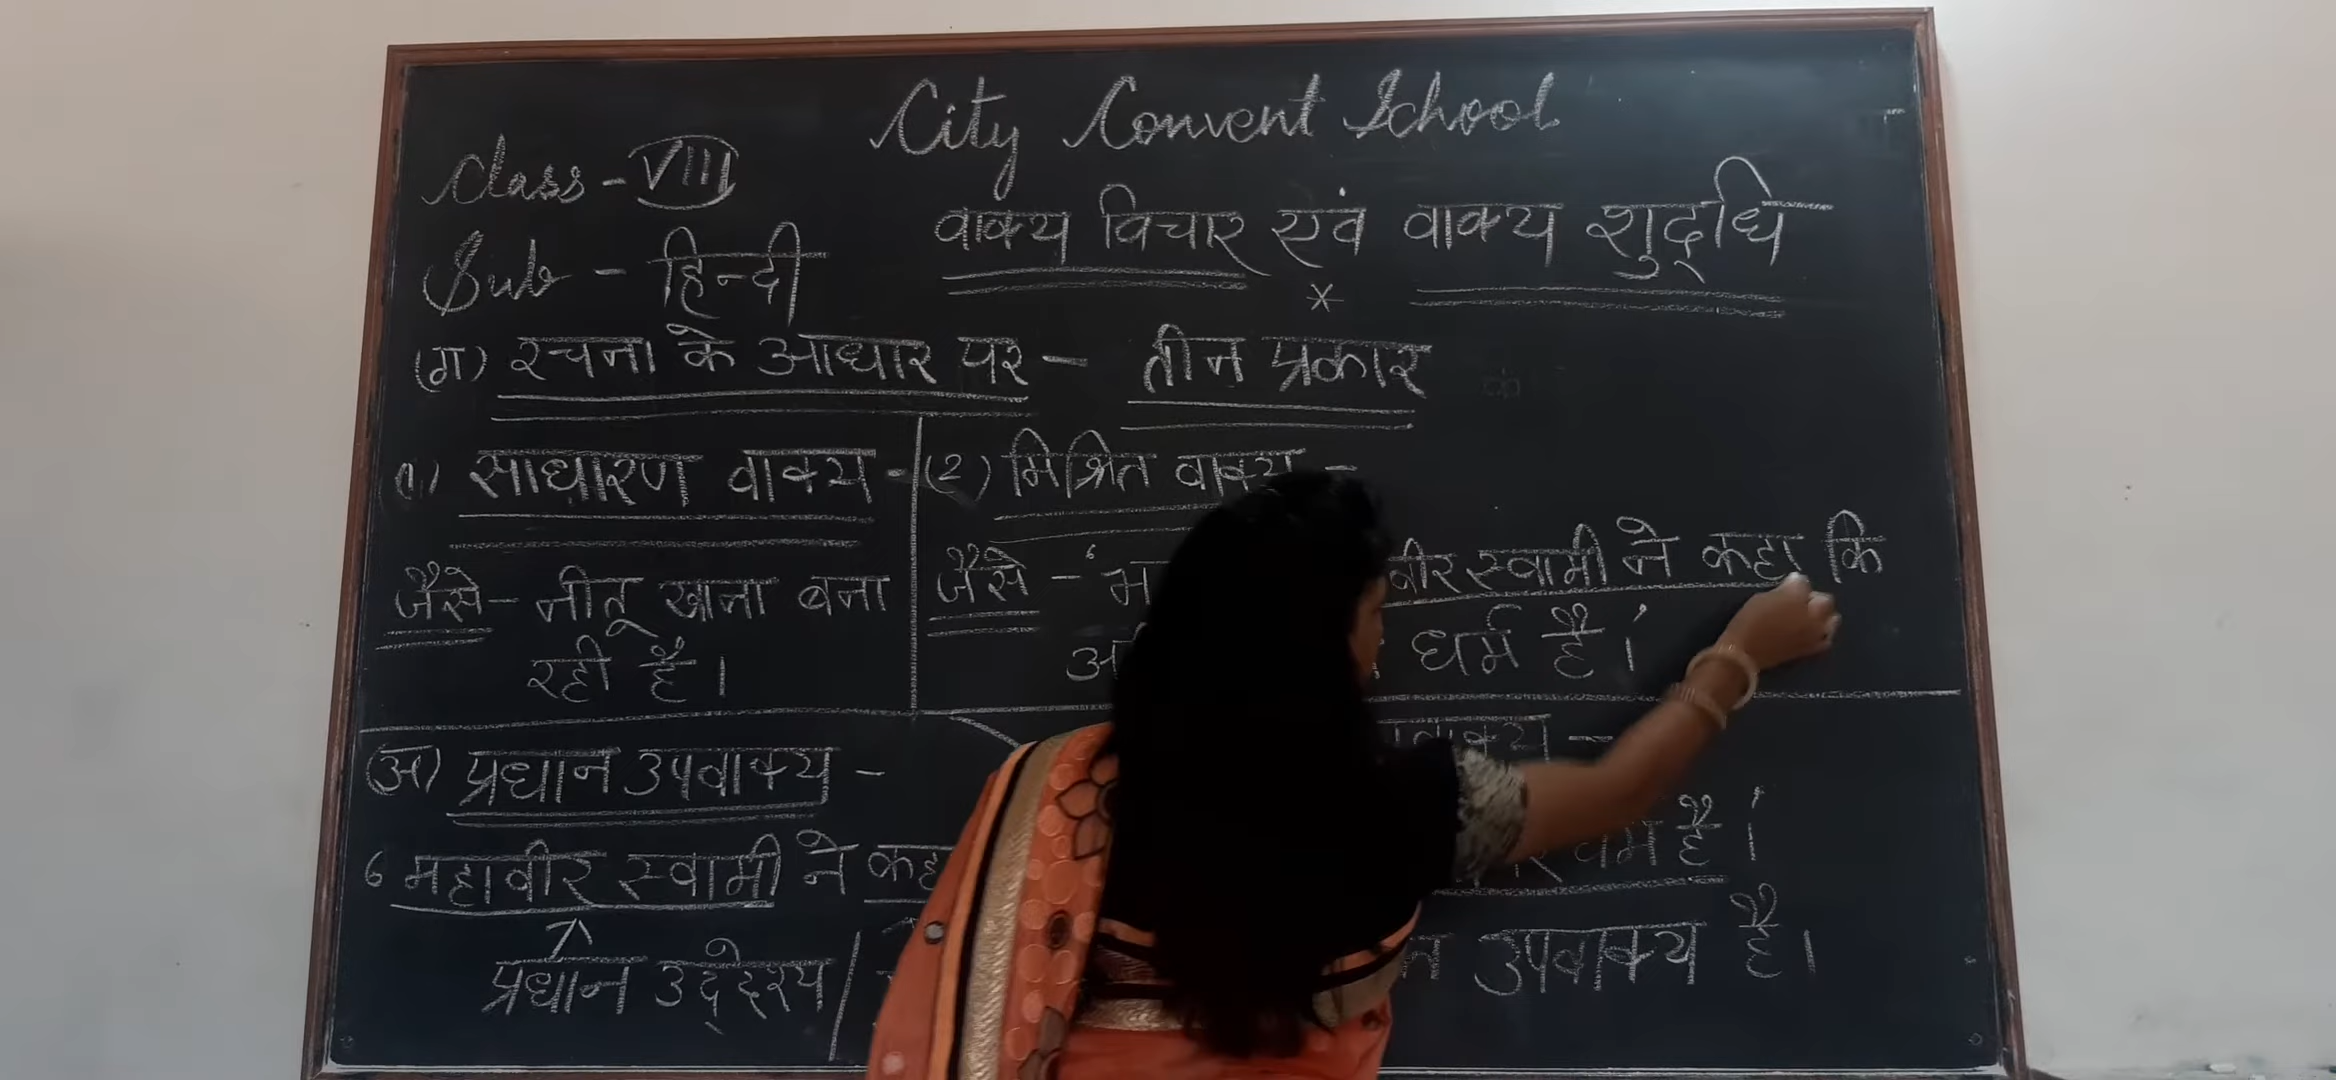 City Convent School
Class - VIII
Sub - हिन्दी
वाक्य विचार एवं वाक्य शुद्धि
*
(ग) रचना के आधार पर - तीन प्रकार
(1) साधारण वाक्य -
जैसे - नीतू खाना बना
रही है।
(2) मिश्रित वाक्य -
जैसे - वीर स्वामी ने कहा कि
धर्म है।'
(अ) प्रधान उपवाक्य -
महावीर स्वामी ने
प्रधान उद्देश्य
है।'
उपवाक्य है।